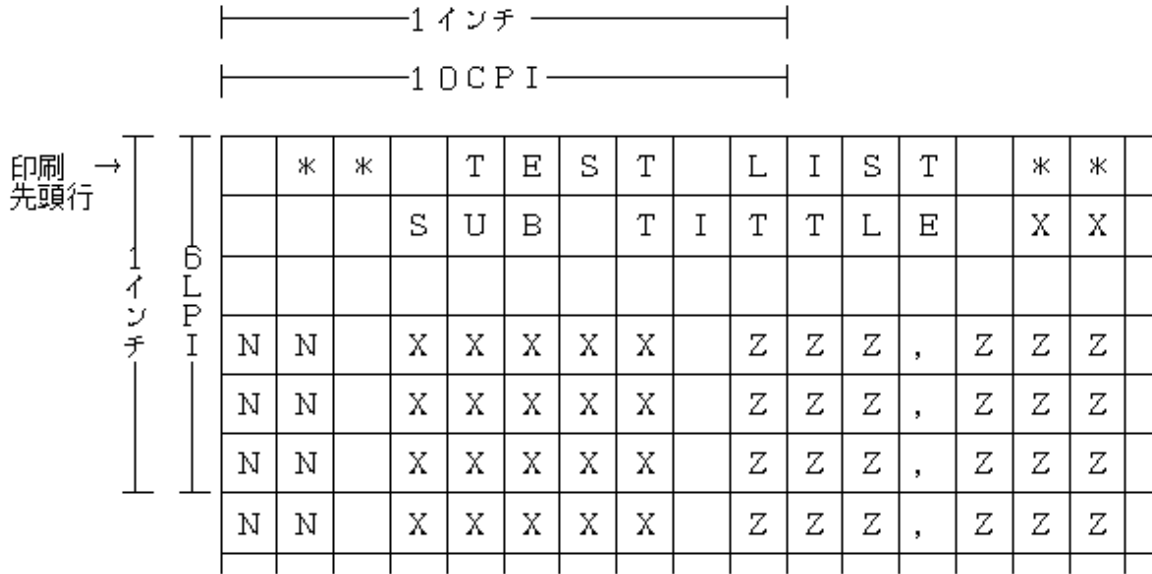 1インチ
10CPI
印刷 →
先頭行
1インチ
6LPI
** TEST LIST **
SUB TITTLE XX
NN XXXXX ZZZ,ZZZ
NN XXXXX ZZZ,ZZZ
NN XXXXX ZZZ,ZZZ
NN XXXXX ZZZ,ZZZ